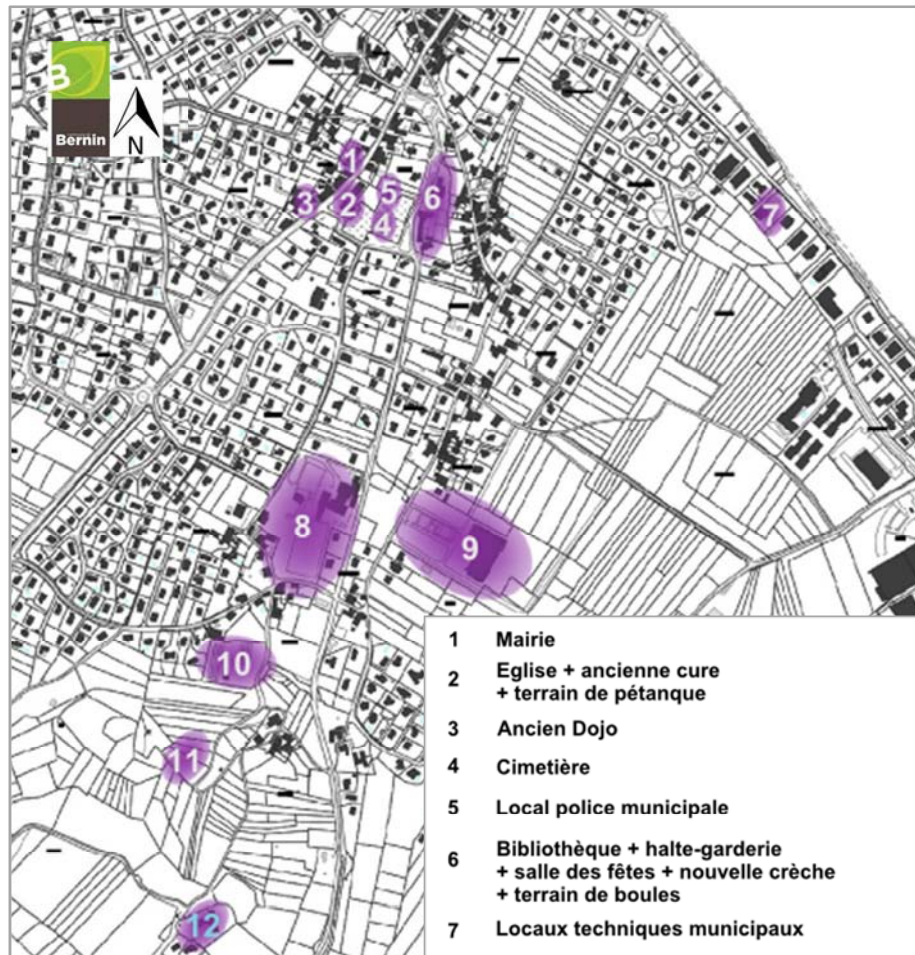 B
Bernin
N
1
5
3
2
6
7
4
8
9
10
11
12
1 Mairie
2 Eglise + ancienne cure
+ terrain de pétanque
3 Ancien Dojo
4 Cimetière
5 Local police municipale
6 Bibliothèque + halte-garderie
+ salle des fêtes + nouvelle crèche
+ terrain de boules
7 Locaux techniques municipaux